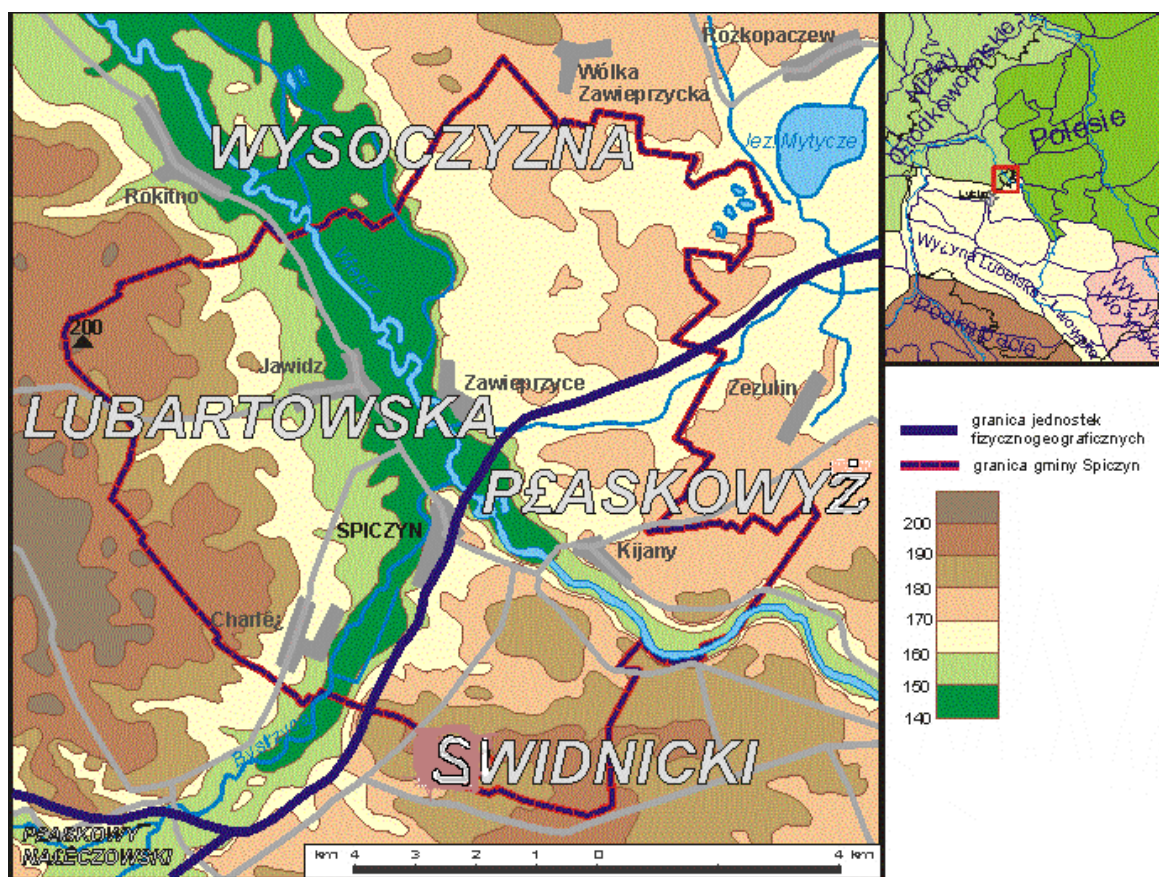 Rozkopaczew
Wólka
Zawieprzycka
WYSOCZYZNA
Jez. Mytycze
Rokitno
Wieprz
200
Jawidz
Zawieprzyce
Zezulin
LUBARTOWSKA
PŁASKOWYŻ
SPICZYN
Kijany
Charlęż
ŚWIDNICKI
PŁASKOWY
NAŁĘCZOWSKI
km 4 3 2 1 0 4 km
Polesie
Lublin
Wyżyna Lubelsko - Lwowska
granica jednostek
fizycznogeograficznych
granica gminy Spiczyn
200
190
180
170
160
150
140